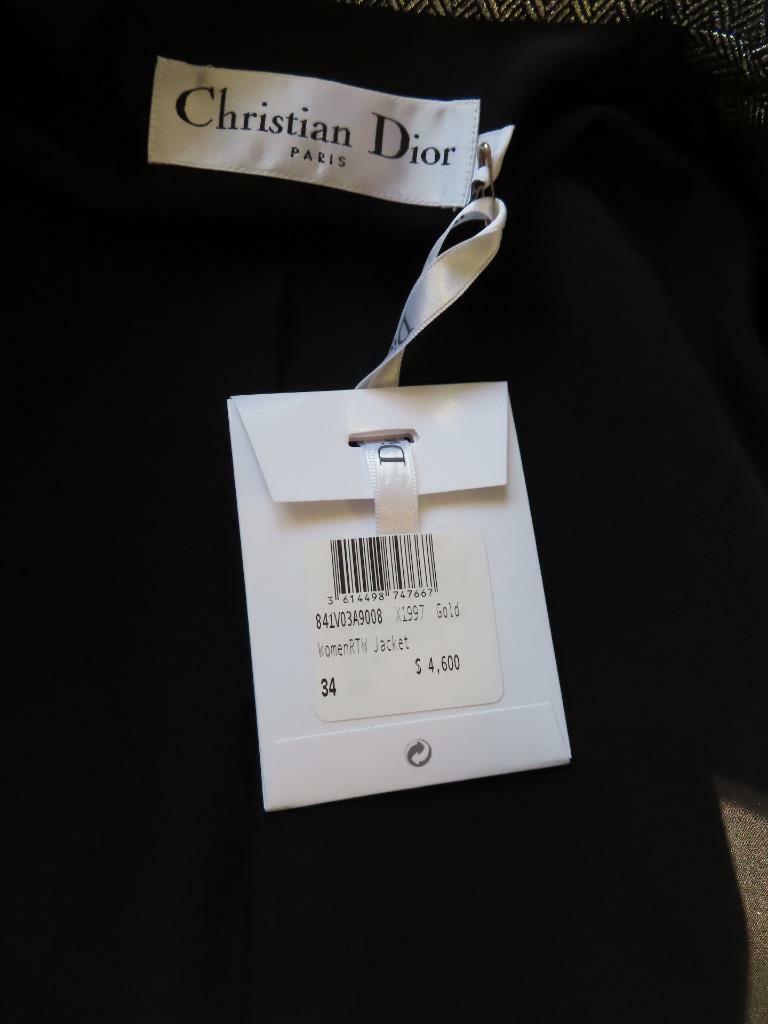 Christian Dior
PARIS
D
3 614498 747667
841V03A9008 X1997 Gold
WomenRTW Jacket
$ 4,600
34